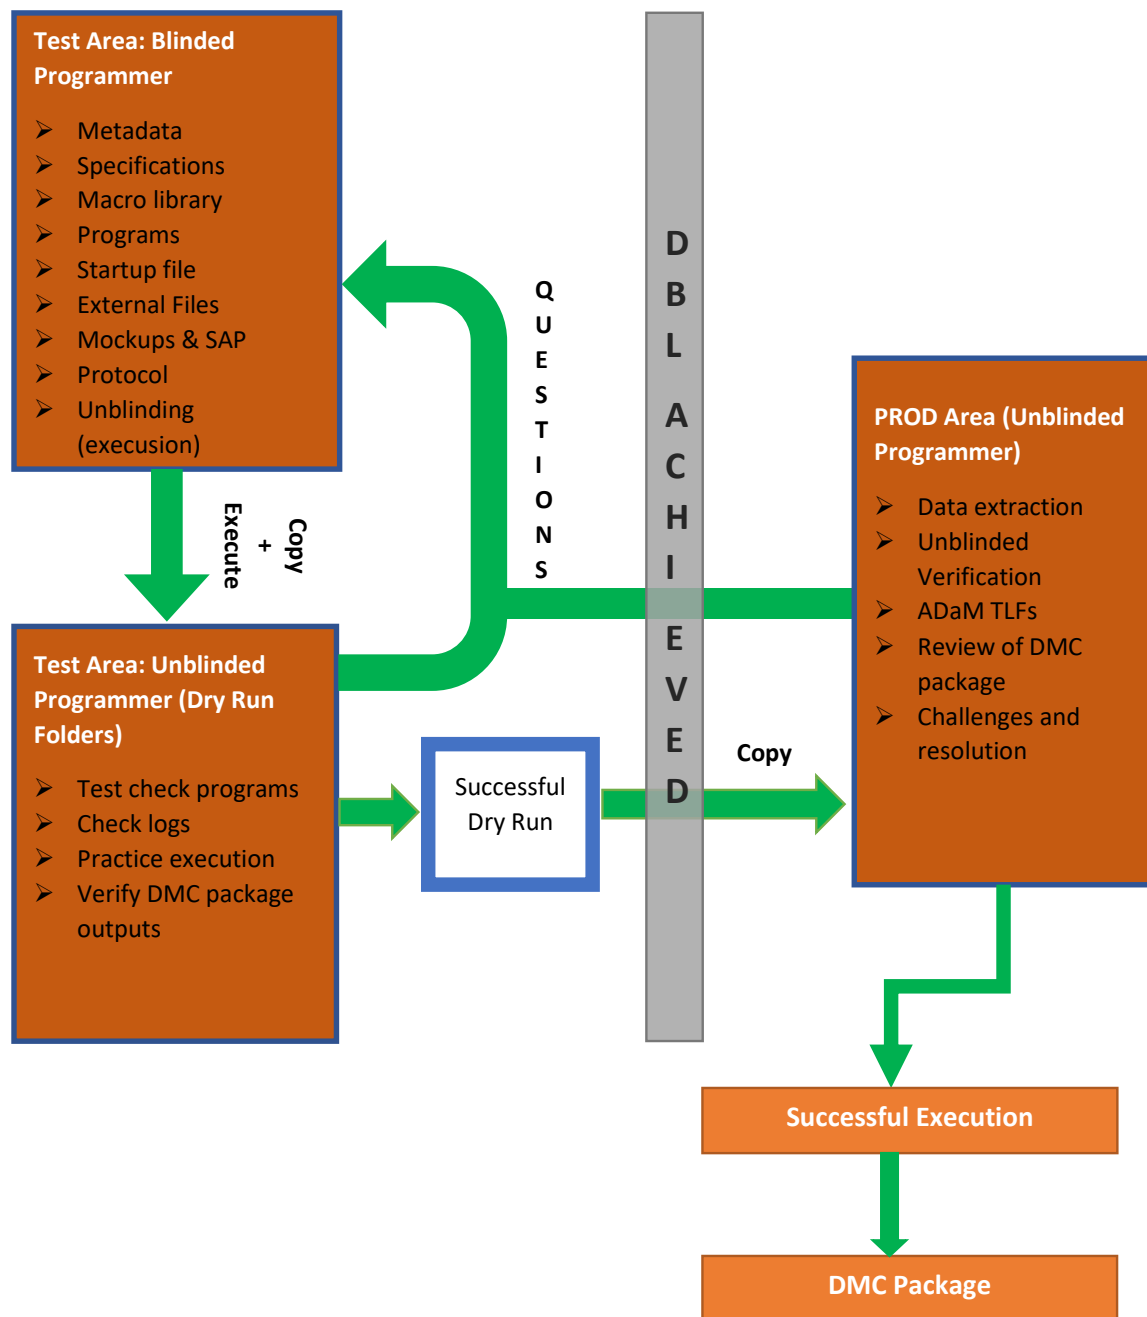 Test Area: Blinded
Programmer
➢ Metadata
➢ Specifications
➢ Macro library
➢ Programs
➢ Startup file
➢ External Files
➢ Mockups & SAP
➢ Protocol
➢ Unblinding
(execusion)
Copy
+
Execute
QUESTIONS
DBL ACHIEVED
Test Area: Unblinded
Programmer (Dry Run
Folders)
➢ Test check programs
➢ Check logs
➢ Practice execution
➢ Verify DMC package
outputs
Successful
Dry Run
Copy
PROD Area (Unblinded
Programmer)
➢ Data extraction
➢ Unblinded
Verification
➢ ADaM TLFs
➢ Review of DMC
package
➢ Challenges and
resolution
Successful Execution
DMC Package